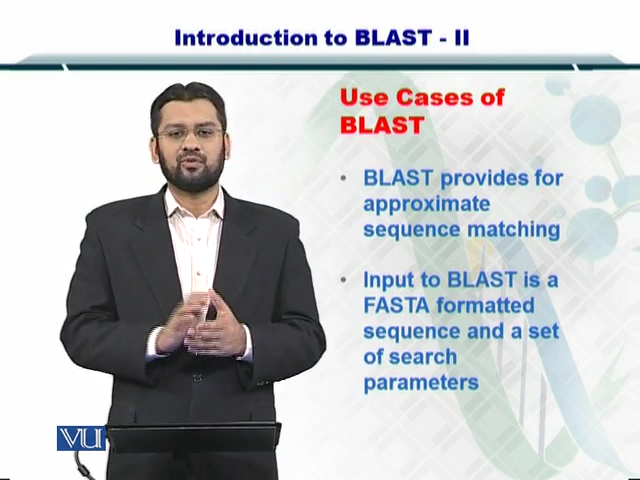 Introduction to BLAST - II
Use Cases of
BLAST
• BLAST provides for
approximate
sequence matching
• Input to BLAST is a
FASTA formatted
sequence and a set
of search
parameters
VU